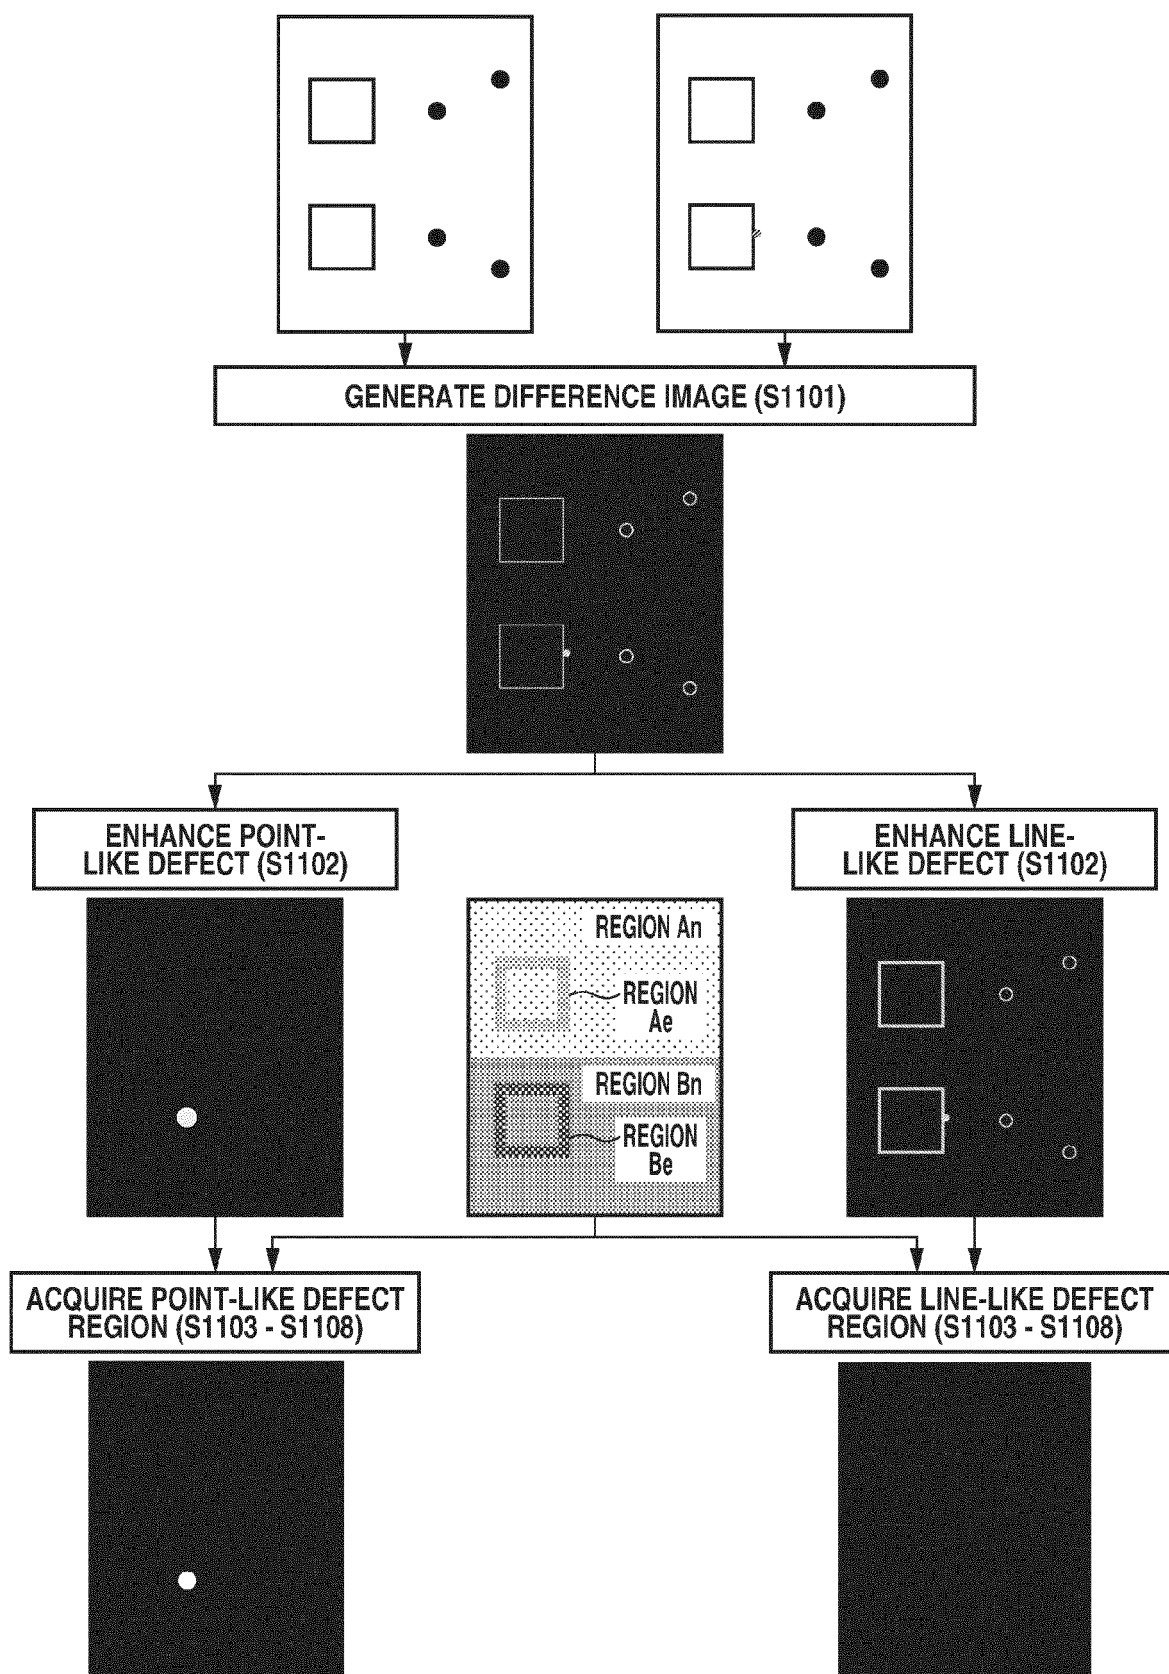 GENERATE DIFFERENCE IMAGE (S1101)
ENHANCE POINT-
LIKE DEFECT (S1102)
ENHANCE LINE-
LIKE DEFECT (S1102)
REGION An
REGION
Ae
REGION Bn
REGION
Be
ACQUIRE POINT-LIKE DEFECT
REGION (S1103 - S1108)
ACQUIRE LINE-LIKE DEFECT
REGION (S1103 - S1108)